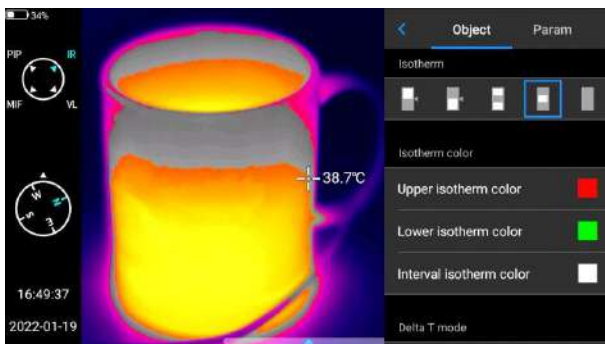 34%
PIP IR
MIF VL
W
N
S
E
16:49:37
2022-01-19
38.7℃
Object Param
Isotherm
Isotherm color
Upper isotherm color
Lower isotherm color
Interval isotherm color
Delta T mode